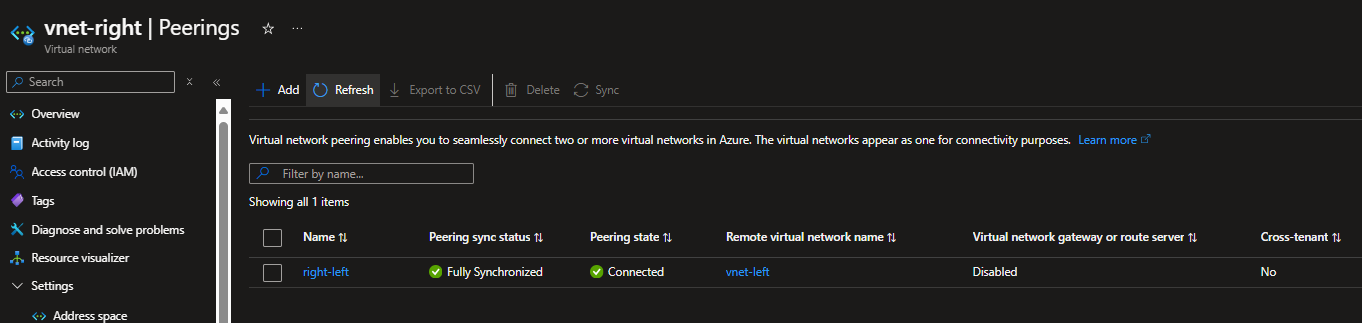 vnet-right | Peerings
Virtual network
Search
Add Refresh Export to CSV Delete Sync
Overview
Activity log
Access control (IAM)
Tags
Diagnose and solve problems
Resource visualizer
Settings
Address space
Virtual network peering enables you to seamlessly connect two or more virtual networks in Azure. The virtual networks appear as one for connectivity purposes. Learn more
Filter by name...
Showing all 1 items
Name Peering sync status Peering state Remote virtual network name Virtual network gateway or route server Cross-tenant
right-left Fully Synchronized Connected vnet-left Disabled No